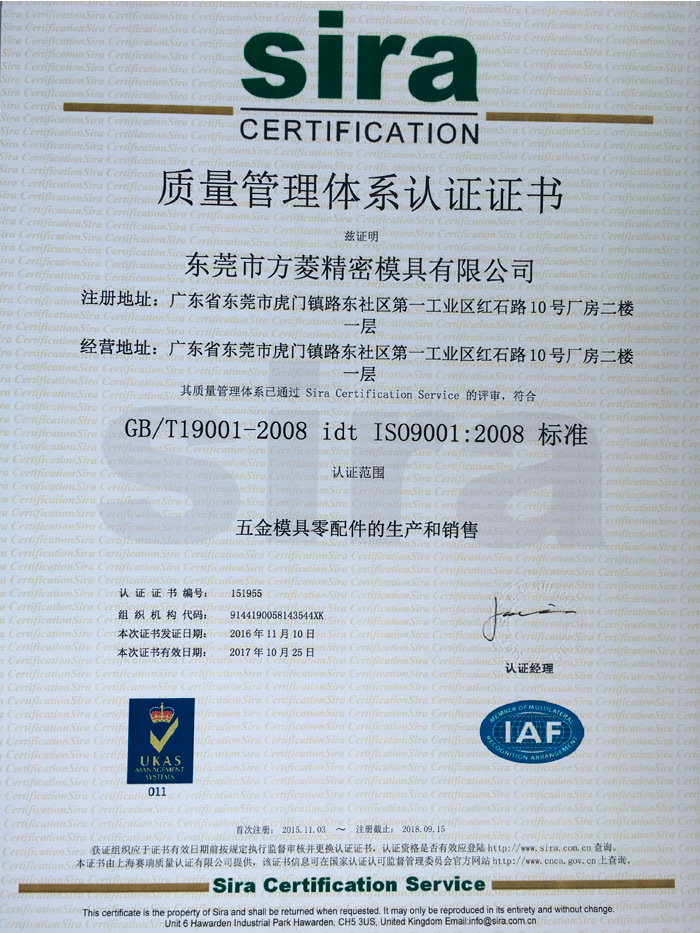 sira
CERTIFICATION
质量管理体系认证证书
兹证明
东莞市方菱精密模具有限公司
注册地址：广东省东莞市虎门镇路东社区第一工业区红石路10号厂房二楼
一层
经营地址：广东省东莞市虎门镇路东社区第一工业区红石路10号厂房二楼
一层
其质量管理体系已通过 Sira Certification Service 的评审，符合
GB/T19001-2008 idt ISO9001:2008 标准
认证范围
五金模具零配件的生产和销售
认证证书编号： 151955
组织机构代码： 9144190058143544XK
本次证书发证日期： 2016年11月10日
本次证书有效日期： 2017年10月25日
认证经理
UKAS
MANAGEMENT
SYSTEMS
011
MEMBER OF MULTILATERAL
IAF
RECOGNITION ARRANGEMENT
首次注册： 2015.11.03 ～ 注册截止： 2018.09.15
获证组织应于证书有效日期前按规定执行监督审核并更换认证证书，认证资格是否有效应登陆 http://www.sira.com.cn 查询。
本证书由上海赛瑞质量认证有限公司提供，该证书信息可在国家认证认可监督管理委员会官方网站 http://www.cnca.gov.cn 上查询。
Sira Certification Service
This certificate is the property of Sira and shall be returned when requested. It may only be reproduced in its entirety and without change.
Unit 6 Hawarden Industrial Park Hawarden, CH5 3US, United Kingdom Email:info@sira.com.cn